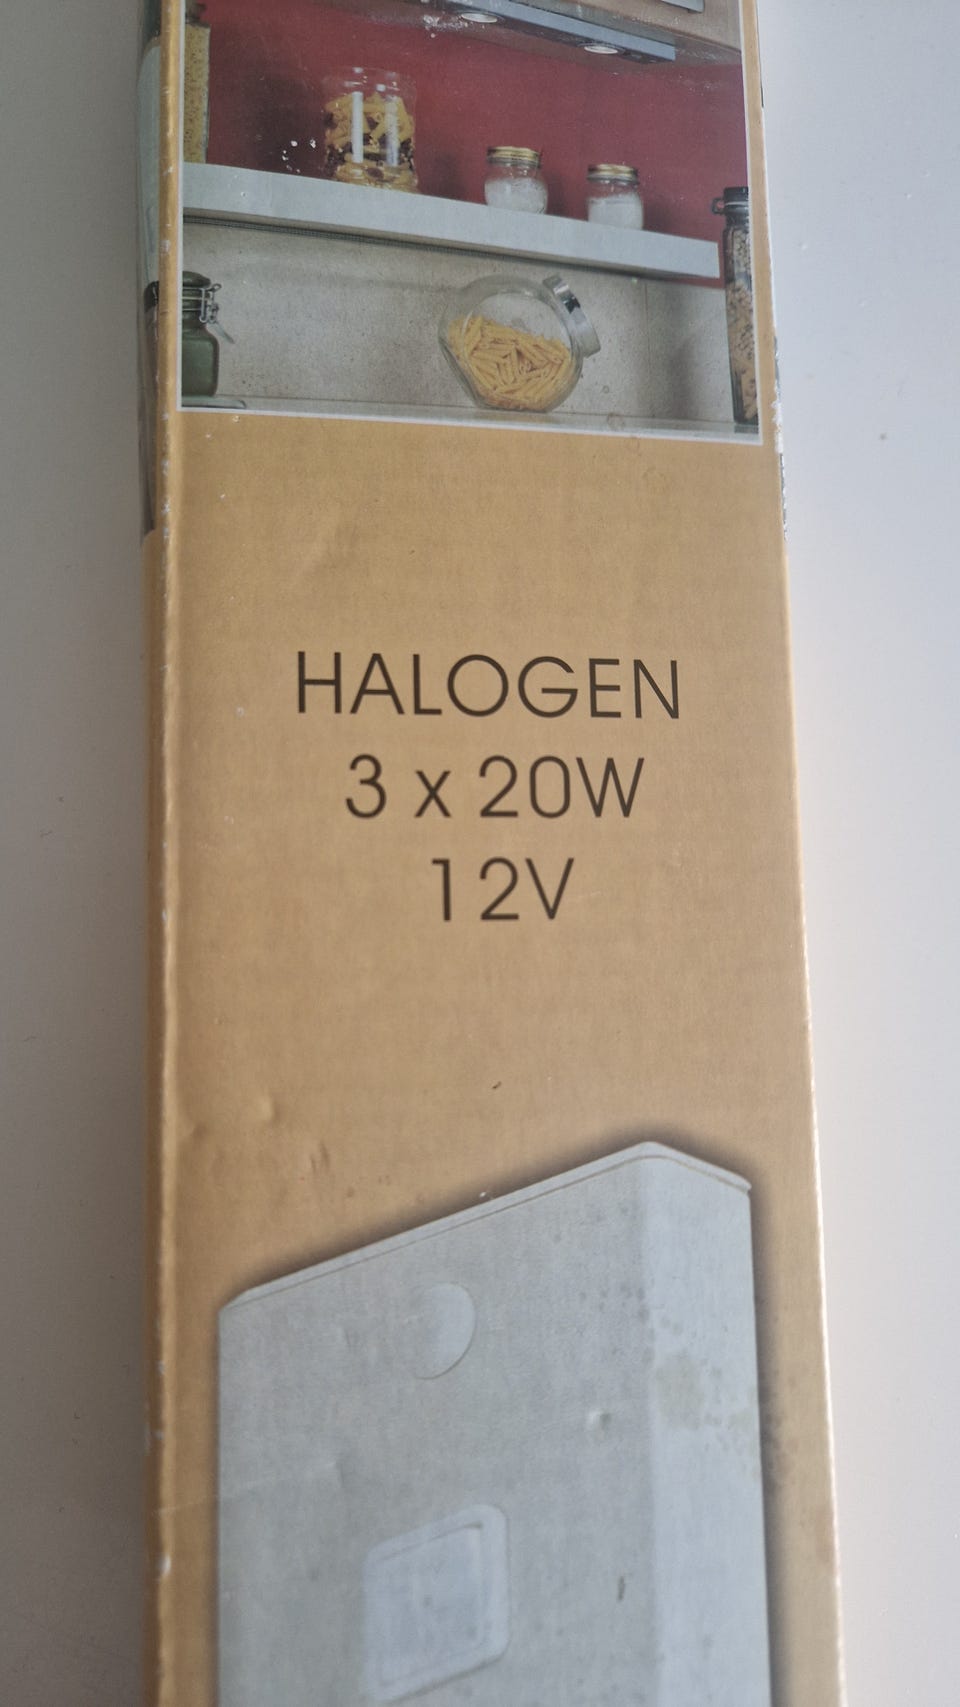 HALOGEN
3 x 20W
12V